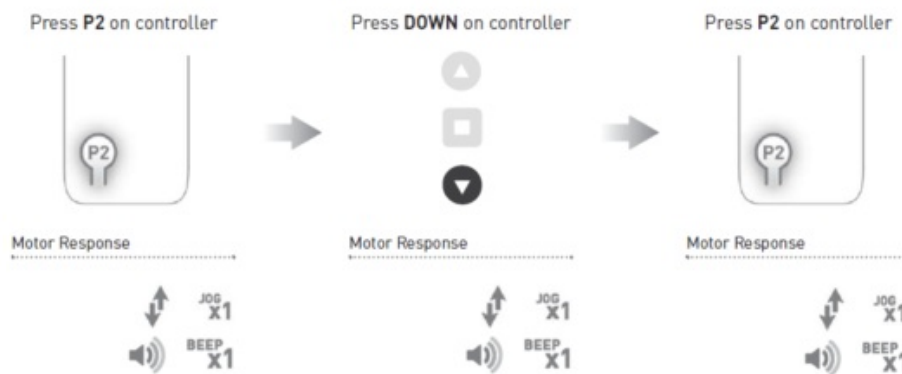 Press P2 on controller
Press DOWN on controller
Press P2 on controller
P2
P2
Motor Response
Motor Response
Motor Response
JOG
x1
JOG
x1
JOG
x1
BEEP
x1
BEEP
x1
BEEP
x1